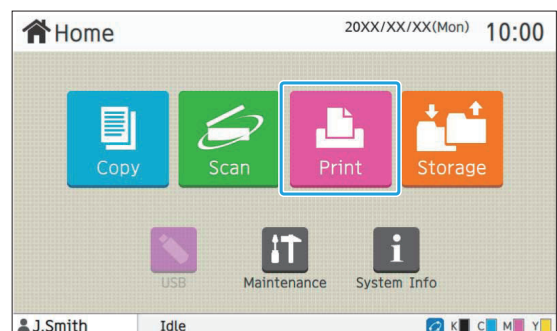 Home 20XX/XX/XX(Mon) 10:00
Copy Scan Print Storage
USB Maintenance System Info
J.Smith Idle K C M Y